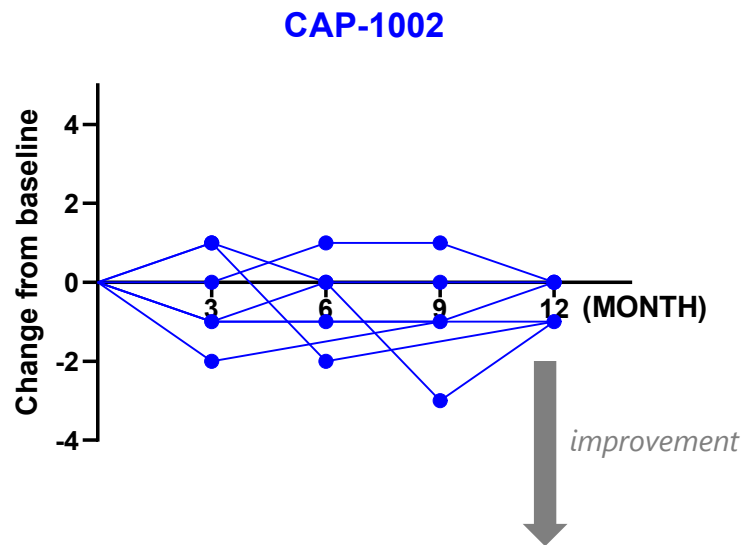 CAP-1002
Change from baseline
4
2
0
-2
-4
3 6 9 12 (MONTH)
improvement